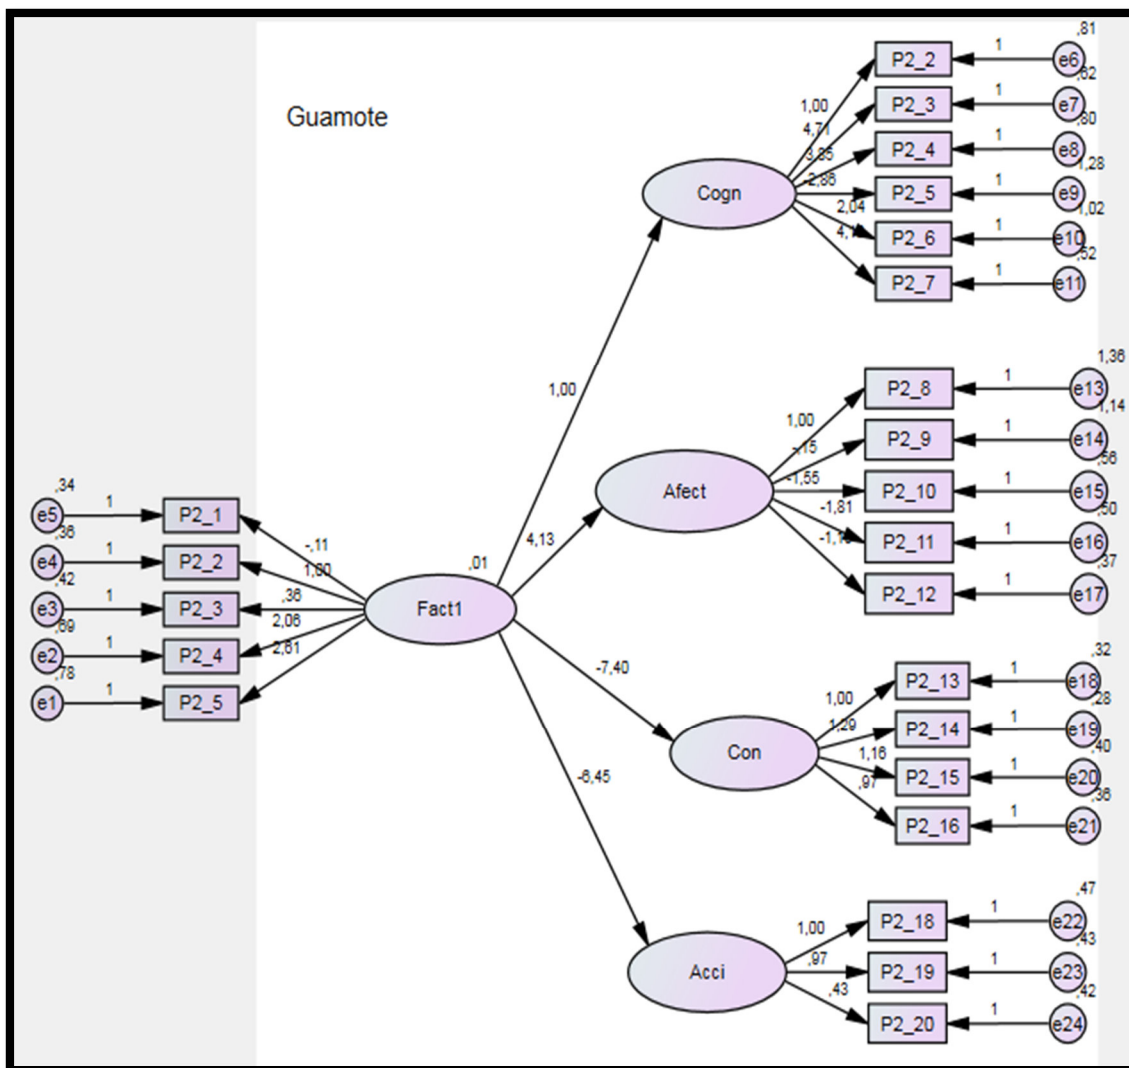 Guamote
,34
e5
1
P2_1
,36
e4
1
P2_2
,42
e3
1
P2_3
,69
e2
1
P2_4
,78
e1
1
P2_5
-,11
1,00
,36
2,06
2,61
,01
Fact1
1,00
4,13
-7,40
-6,45
Cogn
1,00
4,71
3,85
-2,86
2,04
P2_2
1
e6
,81
P2_3
1
e7
,62
P2_4
1
e8
,80
P2_5
1
e9
1,28
P2_6
1
e10
1,02
P2_7
1
e11
,52
Afect
1,00
-,15
-1,55
-1,81
P2_8
1
e13
1,36
P2_9
1
e14
1,14
P2_10
1
e15
,56
P2_11
1
e16
,50
P2_12
1
e17
,37
Con
1,00
1,29
1,16
,97
P2_13
1
e18
,32
P2_14
1
e19
,28
P2_15
1
e20
,40
P2_16
1
e21
,36
Acci
1,00
,97
,43
P2_18
1
e22
,47
P2_19
1
e23
,43
P2_20
1
e24
,42